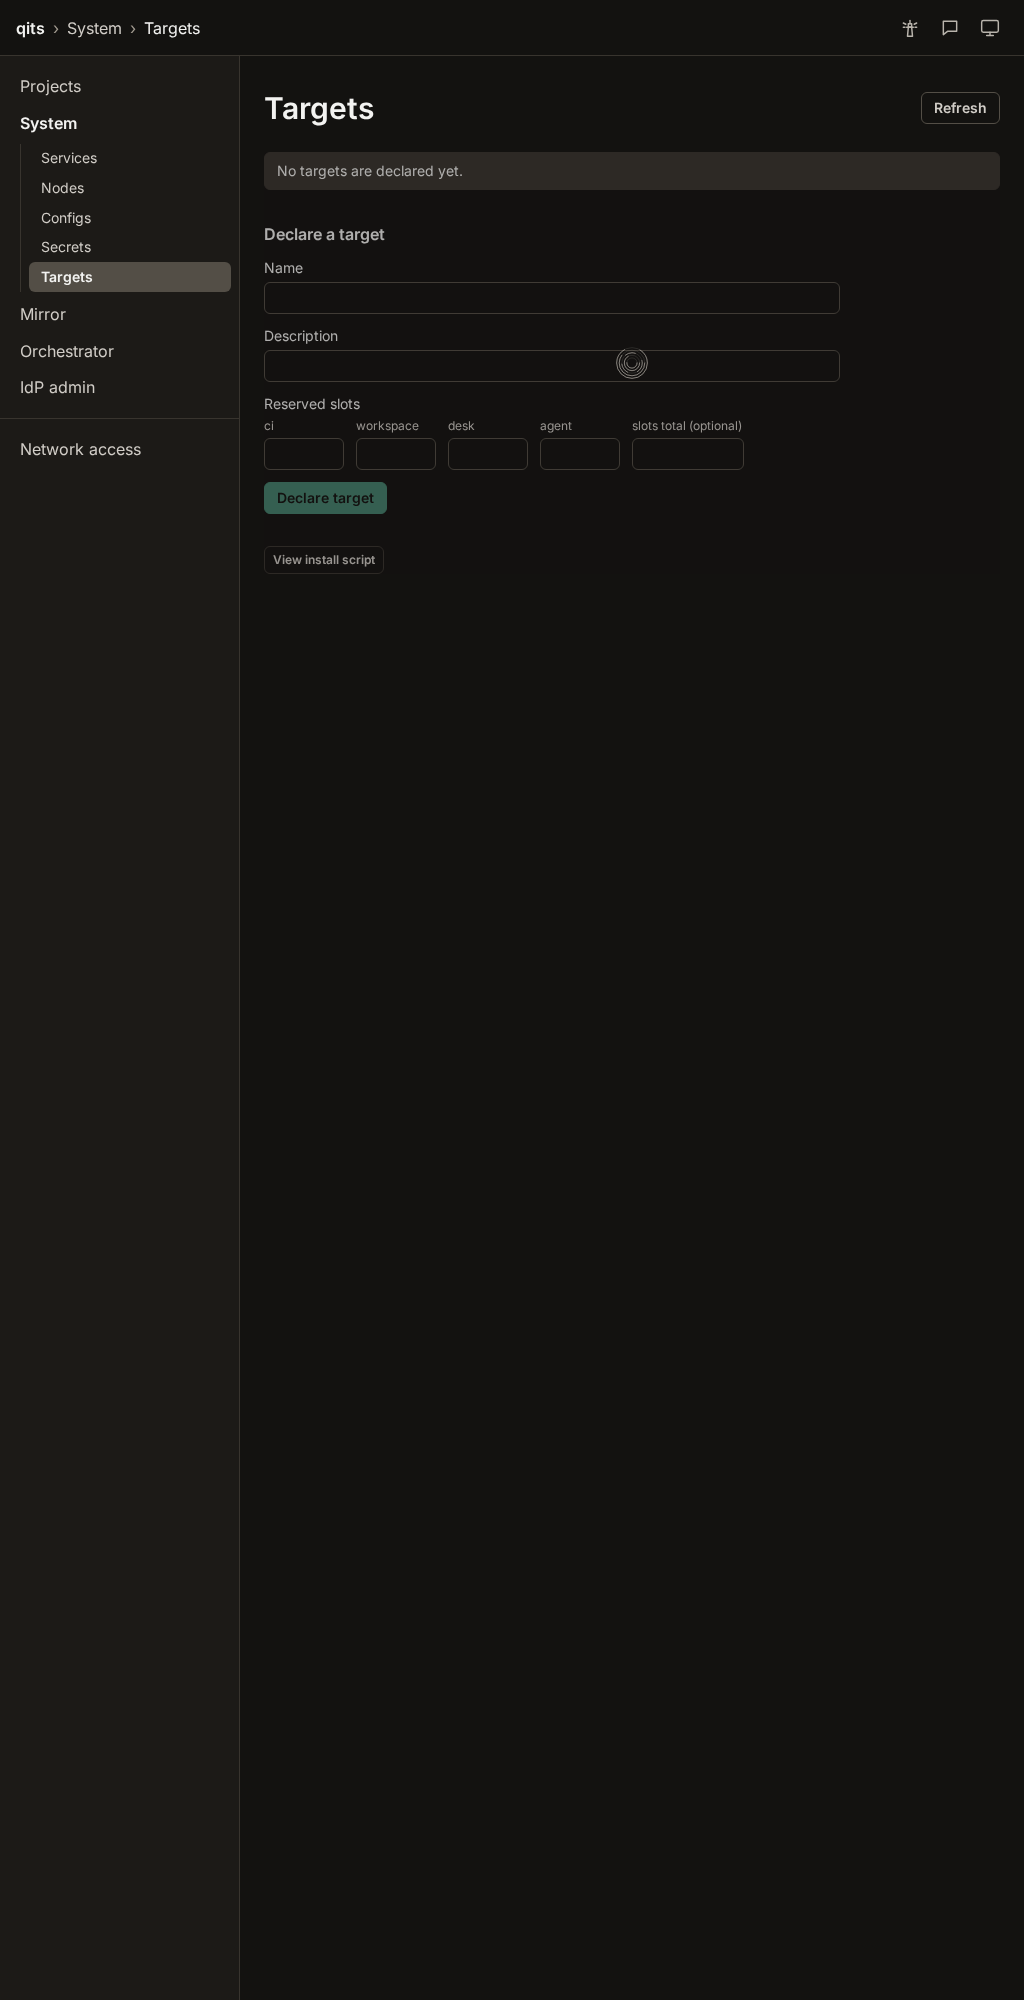 qits › System › Targets
Projects
System
Services
Nodes
Configs
Secrets
Targets
Mirror
Orchestrator
IdP admin
Network access
Targets
Refresh
No targets are declared yet.
Declare a target
Name
Description
Reserved slots
ci workspace desk agent slots total (optional)
Declare target
View install script